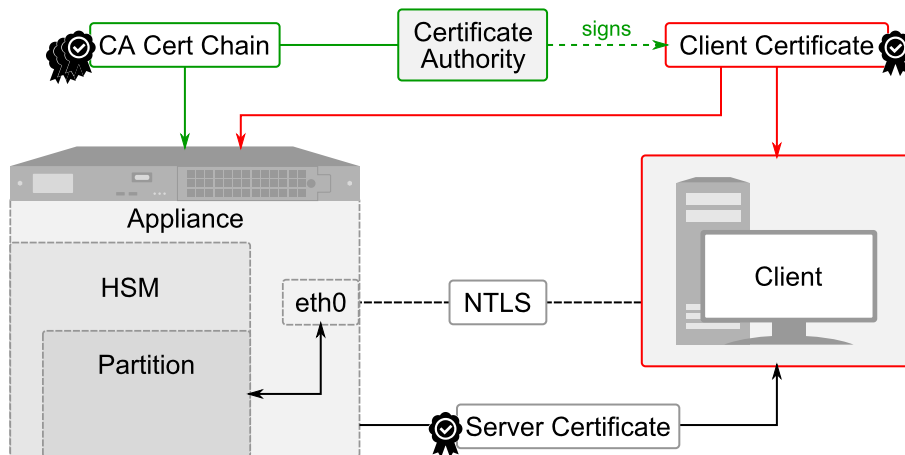 CA Cert Chain
Certificate
Authority
signs
Client Certificate
Appliance
HSM
eth0
NTLS
Client
Partition
Server Certificate